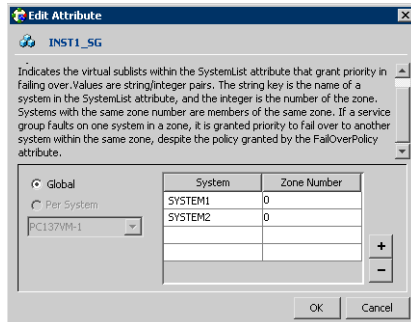 Edit Attribute
INST1_SG
Indicates the virtual sublists within the SystemList attribute that grant priority in
failing over.Values are string/integer pairs. The string key is the name of a
system in the SystemList attribute, and the integer is the number of the zone.
Systems with the same zone number are members of the same zone. If a service
group faults on one system in a zone, it is granted priority to fail over to another
system within the same zone, despite the policy granted by the FailOverPolicy
attribute.
Global
Per System
PC137VM-1
System Zone Number
SYSTEM1 0
SYSTEM2 0
+
-
OK Cancel